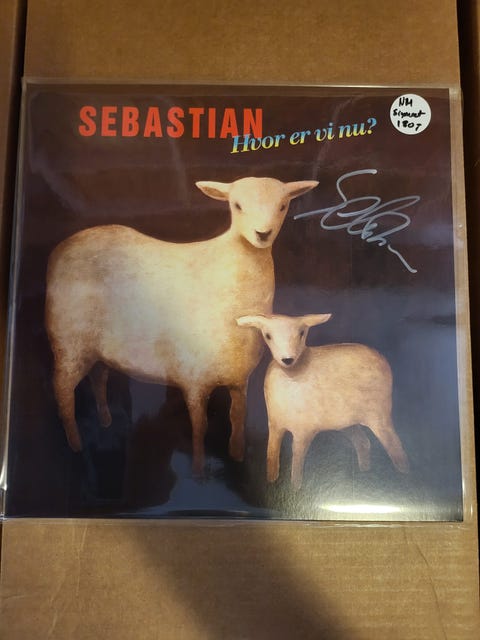 SEBASTIAN
Hvor er vi nu?
NM
Signeret